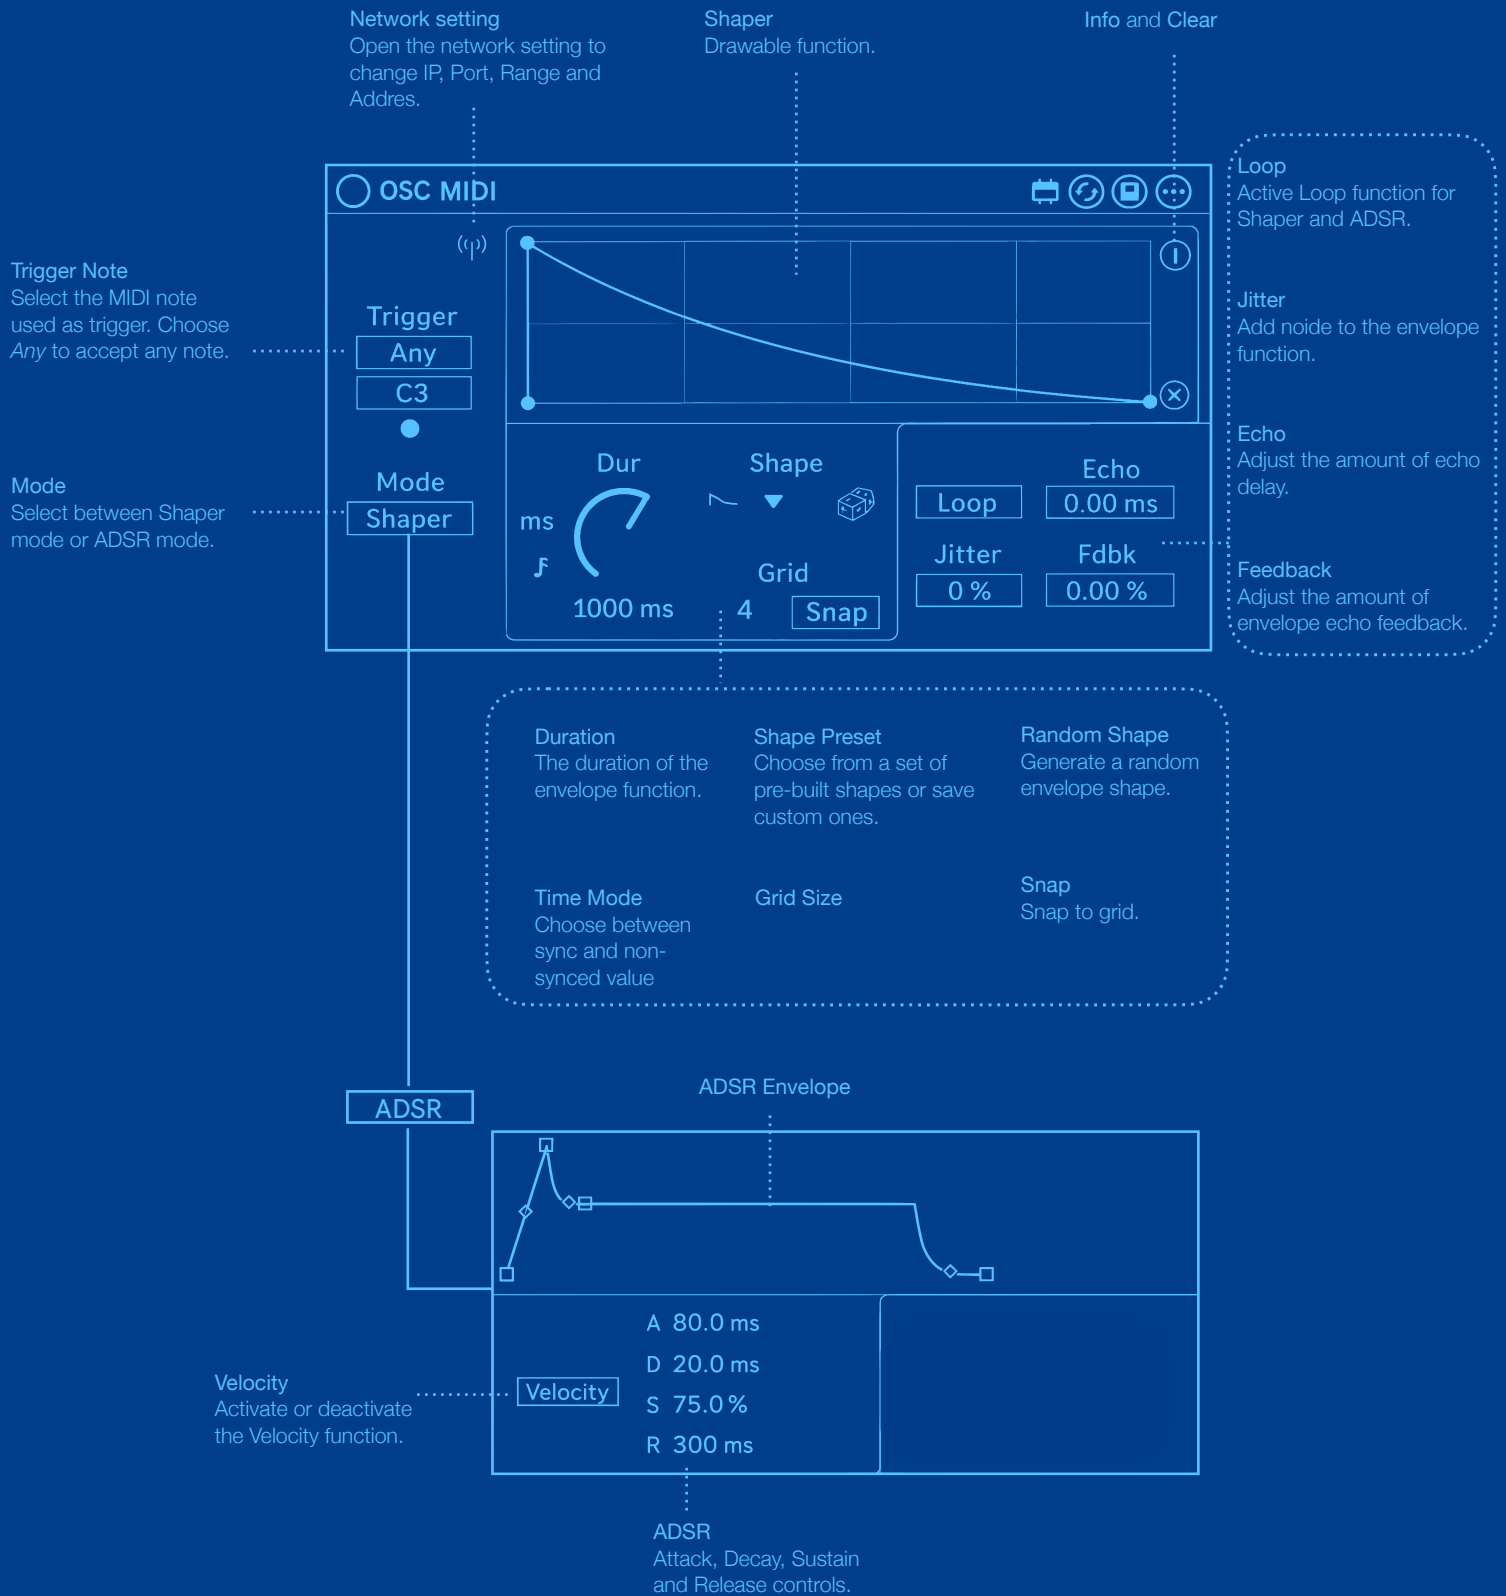 Network setting
Open the network setting to
change IP, Port, Range and
Addres.
Shaper
Drawable function.
Info and Clear
OSC MIDI
Trigger Note
Select the MIDI note
used as trigger. Choose
Any to accept any note.
Mode
Select between Shaper
mode or ADSR mode.
Trigger
Any
C3
Mode
Shaper
Dur
ms
1000 ms
Shape
Grid
4
Snap
Loop
Echo
0.00 ms
Jitter
0 %
Fdbk
0.00 %
Loop
Active Loop function for
Shaper and ADSR.
Jitter
Add noide to the envelope
function.
Echo
Adjust the amount of echo
delay.
Feedback
Adjust the amount of
envelope echo feedback.
Duration
The duration of the
envelope function.
Shape Preset
Choose from a set of
pre-built shapes or save
custom ones.
Random Shape
Generate a random
envelope shape.
Time Mode
Choose between
sync and non-
synced value
Grid Size
Snap
Snap to grid.
ADSR
ADSR Envelope
Velocity
Activate or deactivate
the Velocity function.
Velocity
A 80.0 ms
D 20.0 ms
S 75.0 %
R 300 ms
ADSR
Attack, Decay, Sustain
and Release controls.